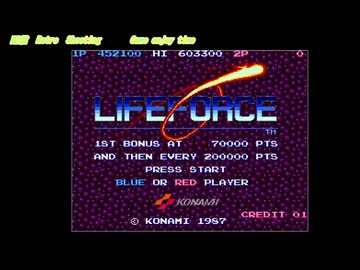 Retro Shooting Game enjoy time
1P 452100 HI 603300 2P 0
LIFEFORCE
TM
1ST BONUS AT 70000 PTS
AND THEN EVERY 200000 PTS
PRESS START
BLUE OR RED PLAYER
KONAMI
© KONAMI 1987
CREDIT 01